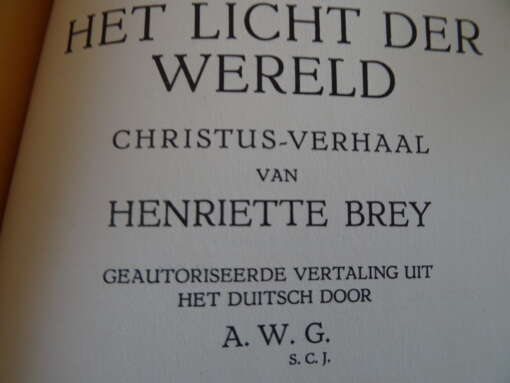 HET LICHT DER
WERELD
CHRISTUS-VERHAAL
VAN
HENRIETTE BREY
GEAUTORISEERDE VERTALING UIT
HET DUITSCH DOOR
A. W. G.
S. C. J.